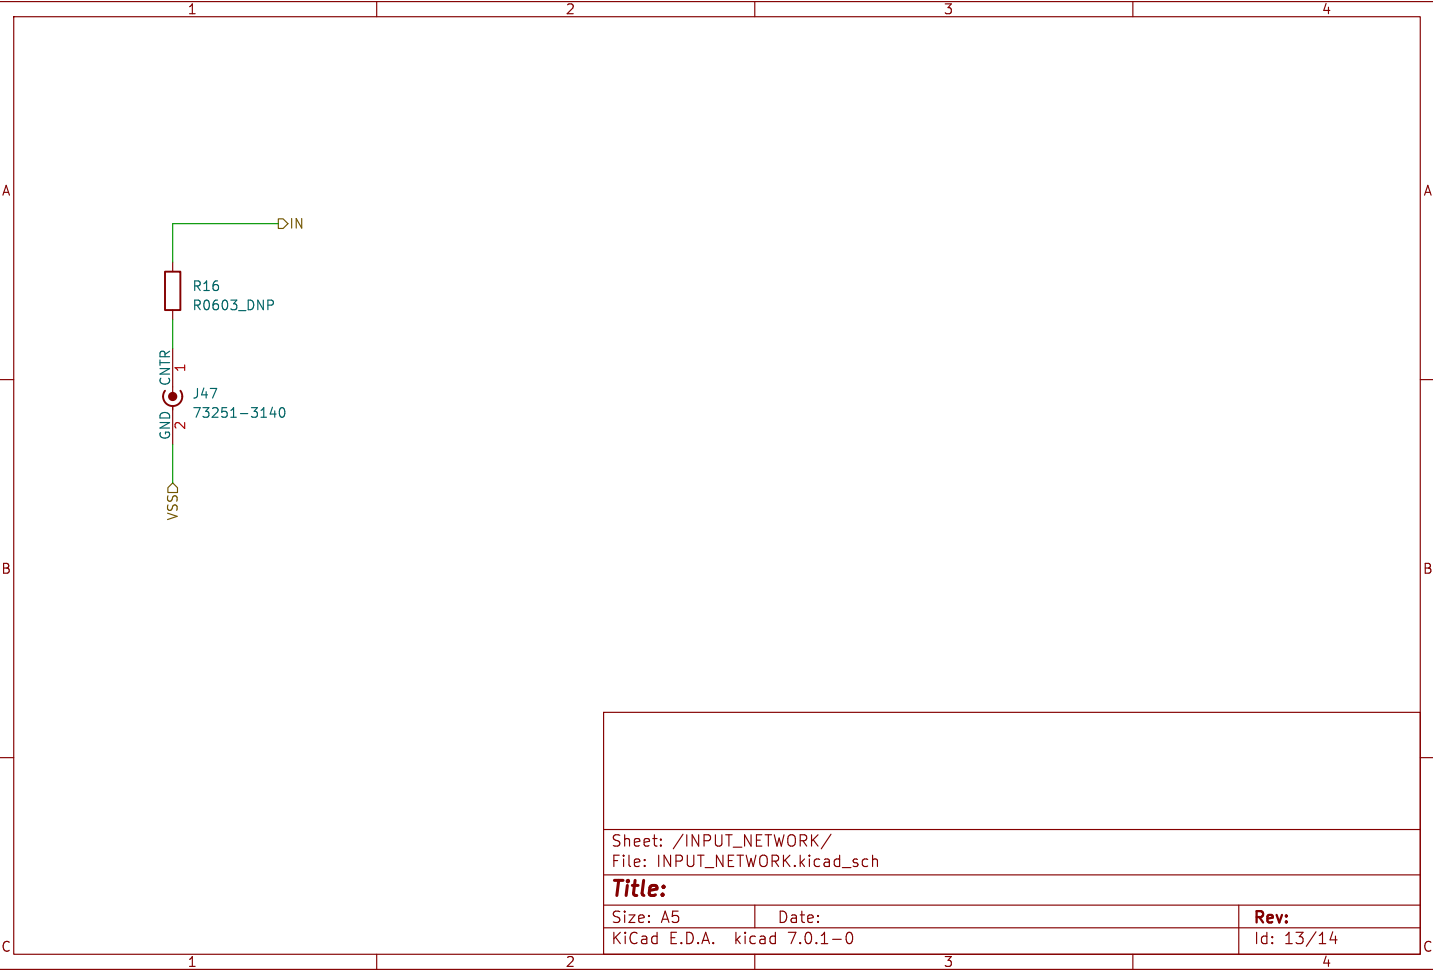 1 2 3 4
A A
IN
R16
R0603_DNP
CNTR
1
J47
73251-3140
GND
2
VSS
B B
Sheet: /INPUT_NETWORK/
File: INPUT_NETWORK.kicad_sch
Title:
Size: A5 Date: Rev:
KiCad E.D.A. kicad 7.0.1-0 Id: 13/14
C C
1 2 3 4